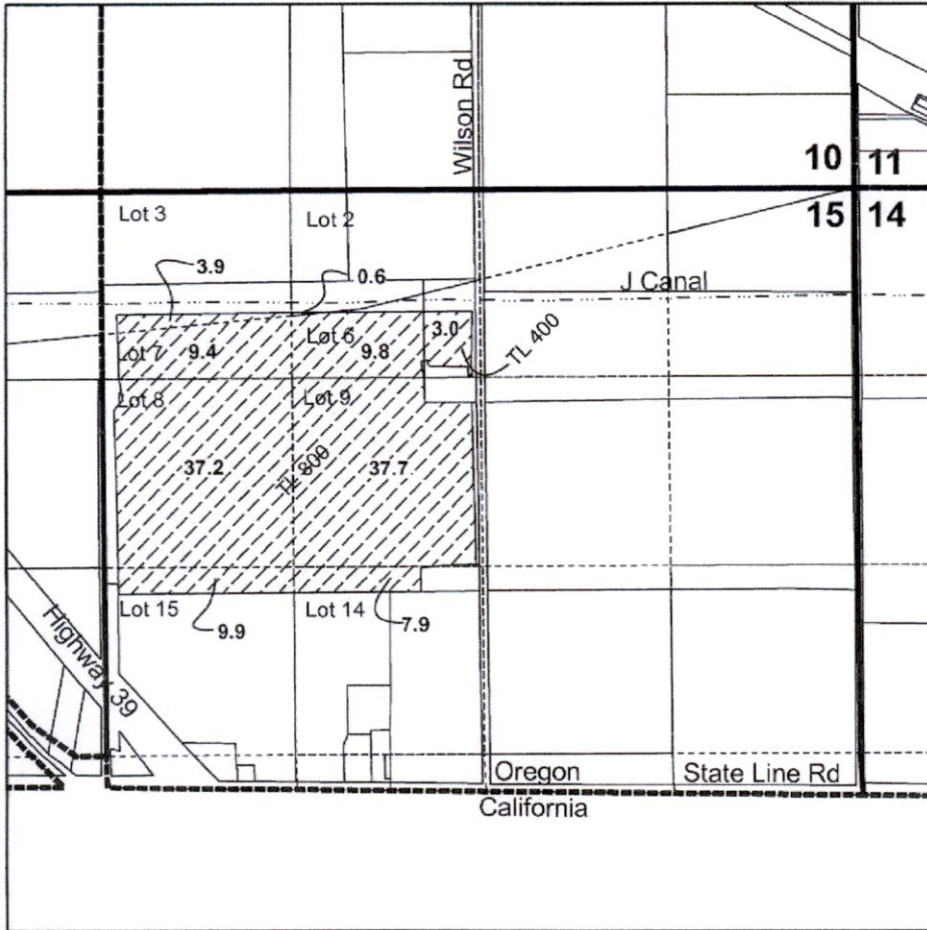 Wilson Rd
10
11
15
14
Lot 3
Lot 2
3.9
0.6
J Canal
Lot 7
9.4
Lot 6
9.8
3.0
TL 400
Lot 8
Lot 9
37.2
TL 800
37.7
Lot 15
9.9
Lot 14
7.9
Highway 39
Oregon
State Line Rd
California